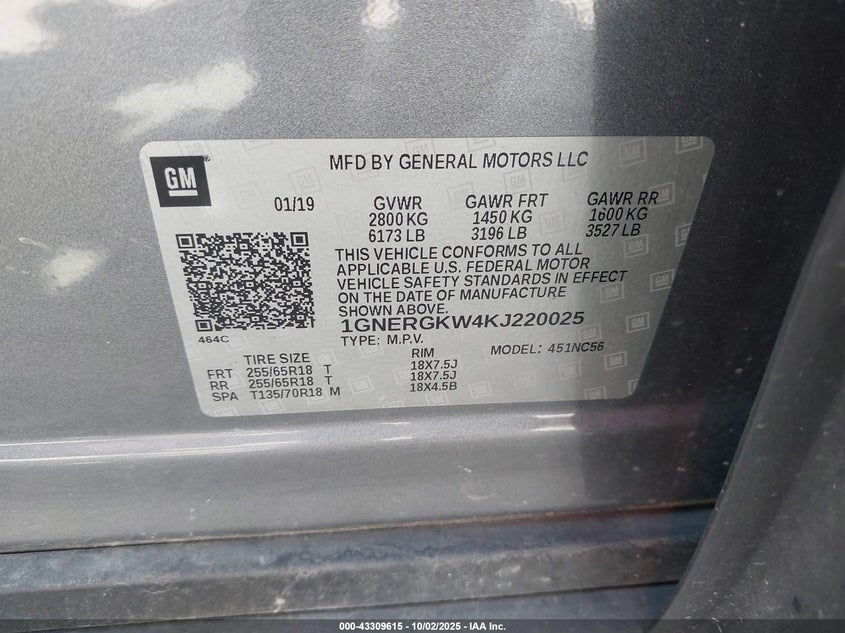 GM
MFD BY GENERAL MOTORS LLC
01/19 GVWR GAWR FRT GAWR RR
2800 KG 1450 KG 1600 KG
6173 LB 3196 LB 3527 LB
THIS VEHICLE CONFORMS TO ALL
APPLICABLE U.S. FEDERAL MOTOR
VEHICLE SAFETY STANDARDS IN EFFECT
ON THE DATE OF MANUFACTURE
SHOWN ABOVE.
1GNERGKW4KJ220025
464C
TYPE: M.P.V. MODEL: 451NC56
TIRE SIZE RIM
FRT 255/65R18 T 18X7.5J
RR 255/65R18 T 18X7.5J
SPA T135/70R18 M 18X4.5B
000-43309615 - 10/02/2025 - IAA Inc.